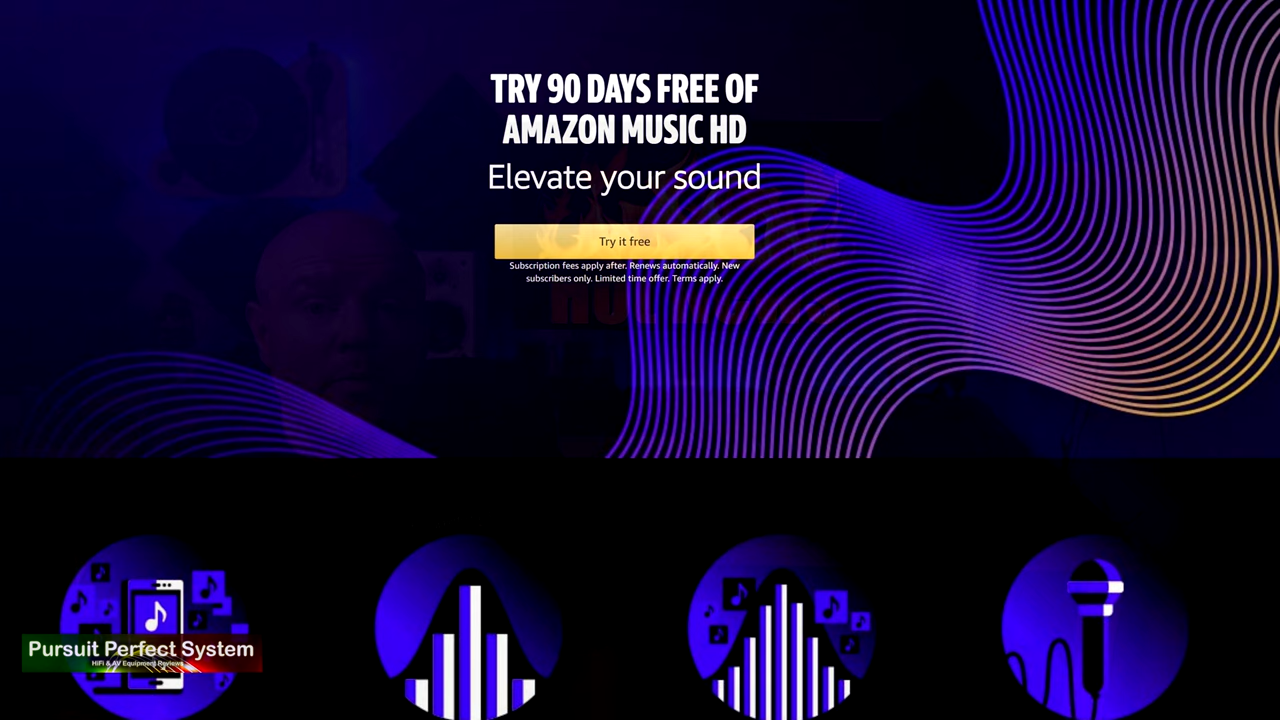 TRY 90 DAYS FREE OF
AMAZON MUSIC HD
Elevate your sound
Try it free
Subscription fees apply after. Renews automatically. New
subscribers only. Limited time offer. Terms apply.
Pursuit Perfect System
HiFi & AV Equipment Reviews